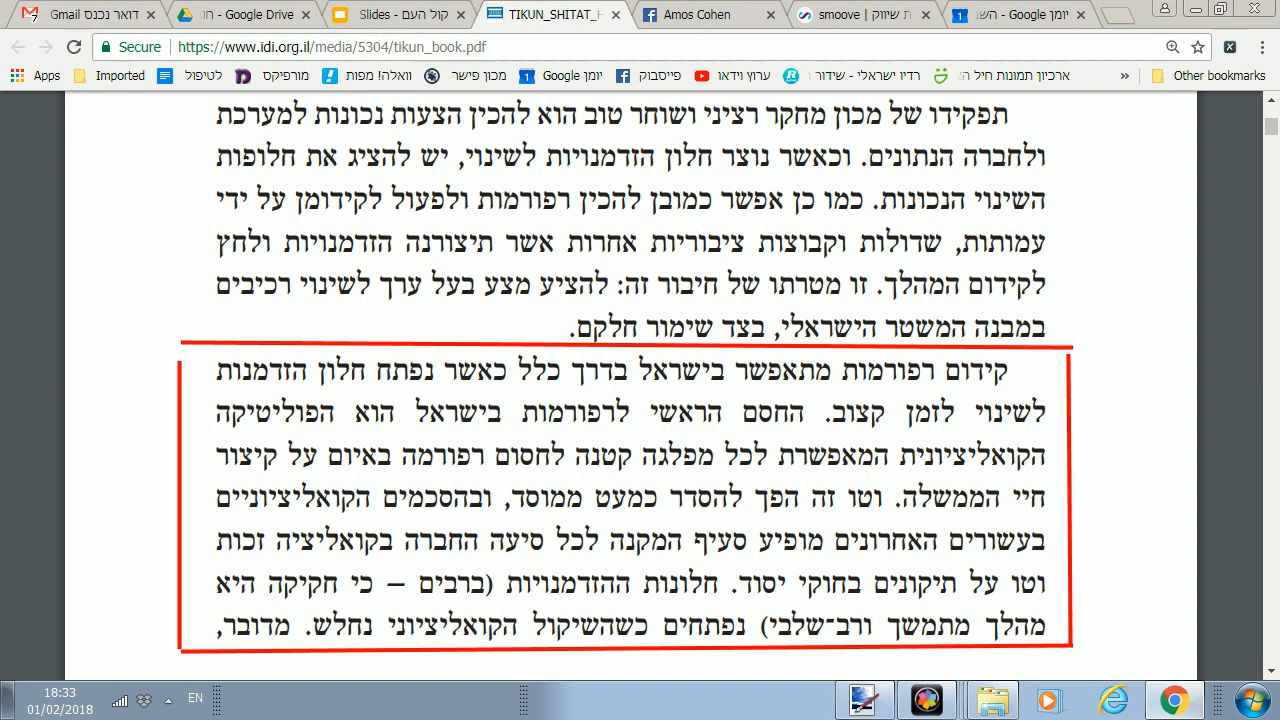 דואר נכנס Gmail
חו - Google Drive
קול העם - Slides
TIKUN_SHITAT_H
Amos Cohen
ת שווק | smoove
יומן Google - השב
Secure
https://www.idi.org.il/media/5304/tikun_book.pdf
Apps
Imported
לטיפול
מורפיקס
וואלה! מפות
מכון פישר
יומן Google
פייסבוק
ערוץ וידאו
רדיו ישראלי - שידור
ארכיון תמונות חיל הא
»
Other bookmarks
תפקידו של מכון מחקר רציני ושוחר טוב הוא להכין הצעות נכונות למערכת
ולחברה הנתונים. וכאשר נוצר חלון הזדמנויות לשינוי, יש להציג את חלופות
השינוי הנכונות. כמו כן אפשר כמובן להכין רפורמות ולפעול לקידומן על ידי
עמותות, שדולות וקבוצות ציבוריות אחרות אשר תיצורנה הזדמנויות ולחץ
לקידום המהלך. זו מטרתו של חיבור זה: להציע מצע בעל ערך לשינוי רכיבים
במבנה המשטר הישראלי, בצד שימור חלקם.
קידום רפורמות מתאפשר בישראל בדרך כלל כאשר נפתח חלון הזדמנות
לשינוי לזמן קצוב. החסם הראשי לרפורמות בישראל הוא הפוליטיקה
הקואליציונית המאפשרת לכל מפלגה קטנה לחסום רפורמה באיום על קיצור
חיי הממשלה. וטו זה הפך להסדר כמעט ממוסד, ובהסכמים הקואליציוניים
בעשורים האחרונים מופיע סעיף המקנה לכל סיעה החברה בקואליציה זכות
וטו על תיקונים בחוקי יסוד. חלונות ההזדמנויות (ברבים – כי חקיקה היא
מהלך מתמשך ורב־שלבי) נפתחים כשהשיקול הקואליציוני נחלש. מדובר,
18:33
01/02/2018
EN